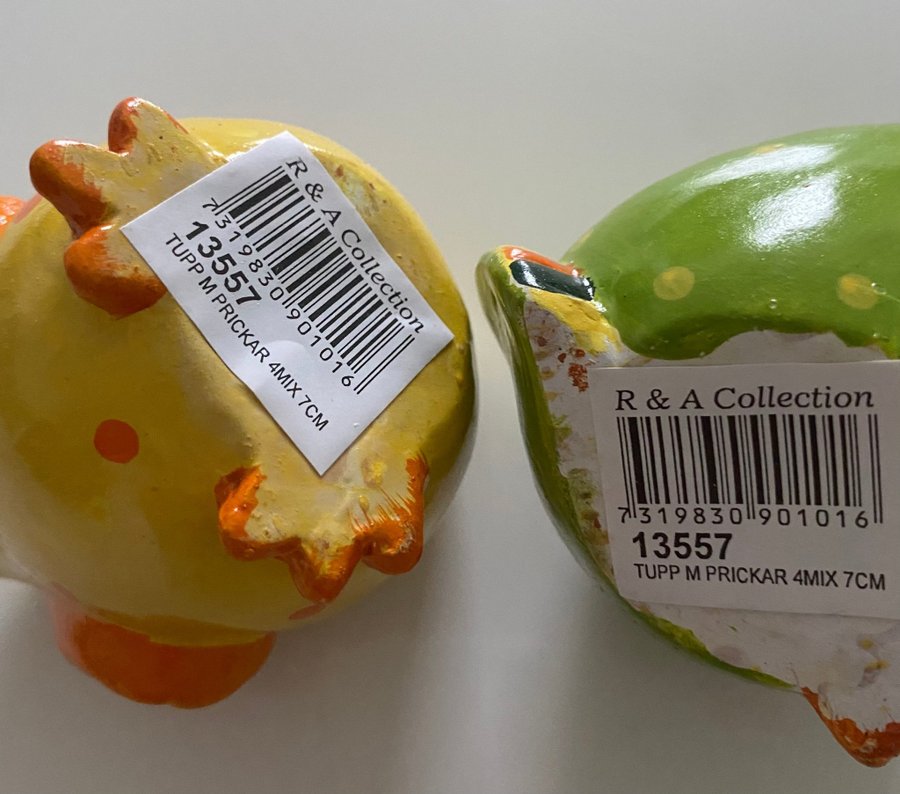 R & A Collection
7319830901016
13557
TUPP M PRICKAR 4MIX 7CM
R & A Collection
7319830901016
13557
TUPP M PRICKAR 4MIX 7CM